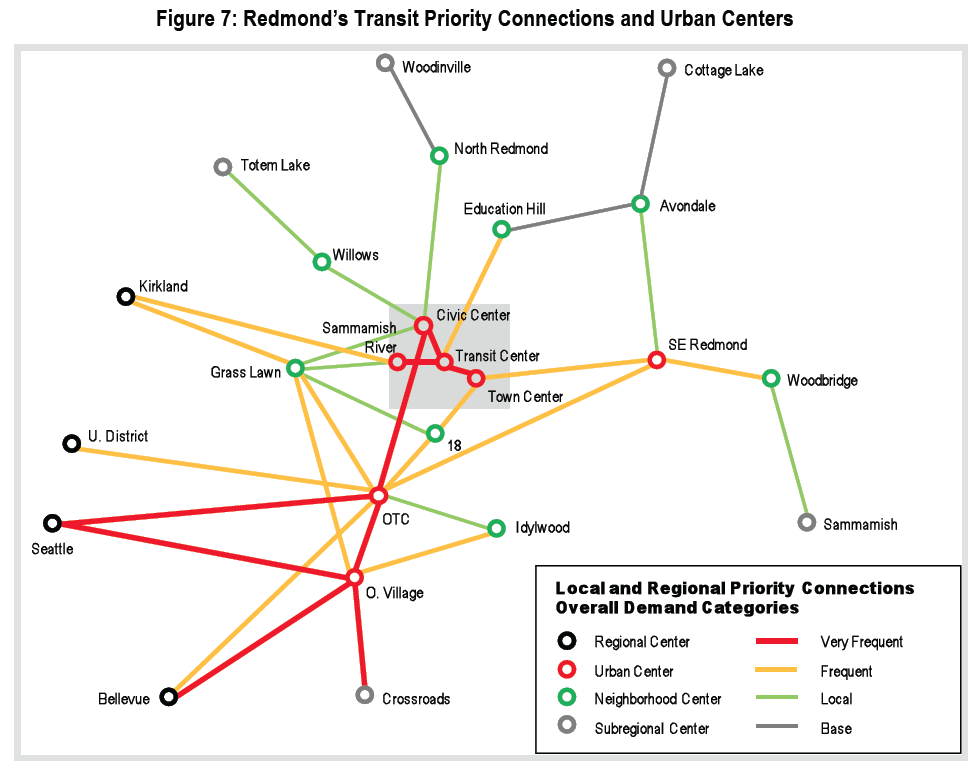 Figure 7: Redmond's Transit Priority Connections and Urban Centers
Woodinville
Cottage Lake
North Redmond
Totem Lake
Education Hill
Avondale
Willows
Kirkland
Civic Center
Sammamish
River
SE Redmond
Transit Center
Grass Lawn
Woodbridge
Town Center
U. District
18
OTC
Idylwood
Sammamish
Seattle
O. Village
Bellevue
Crossroads
Local and Regional Priority Connections
Overall Demand Categories
Regional Center
Very Frequent
Urban Center
Frequent
Neighborhood Center
Local
Subregional Center
Base